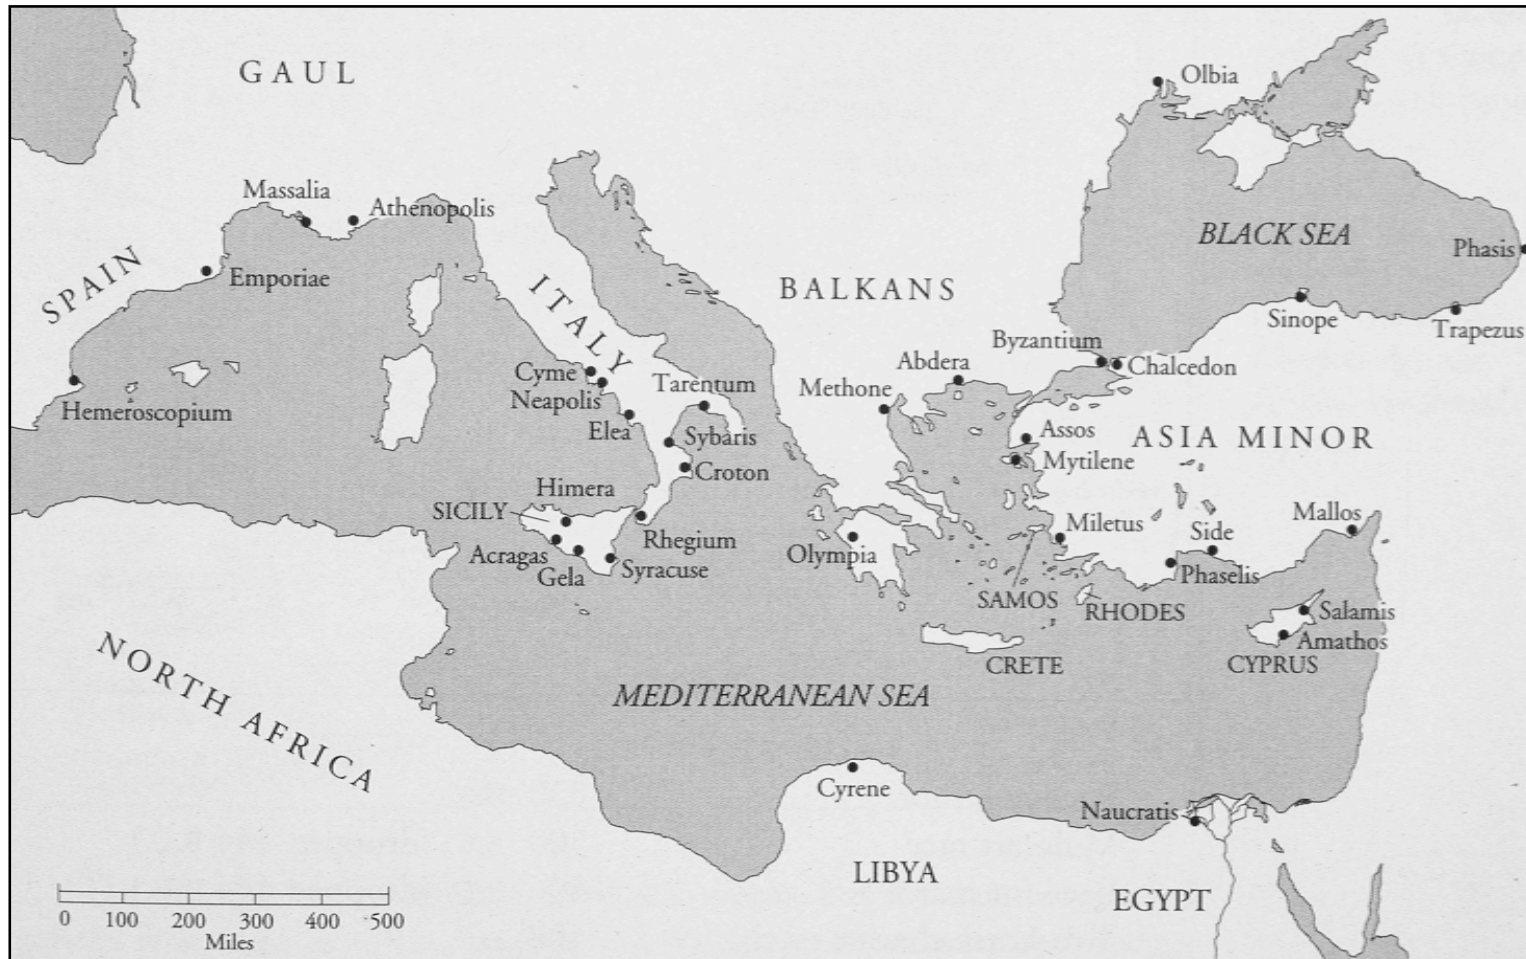 GAUL
Olbia
Massalia
Athenopolis
BLACK SEA
Phasis
SPAIN
Emporiae
ITALY
BALKANS
Sinope
Trapezus
Byzantium
Chalcedon
Abdera
Cyme
Neapolis
Tarentum
Methone
Hemeroscopium
Elea
Sybaris
Assos
ASIA MINOR
Mytilene
Croton
Himera
SICILY
Rhegium
Miletus
Side
Mallos
Acragas
Gela
Syracuse
Olympia
Phaselis
SAMOS
RHODES
Salamis
Amathos
CRETE
CYPRUS
NORTH AFRICA
MEDITERRANEAN SEA
Cyrene
Naucratis
LIBYA
EGYPT
0 100 200 300 400 500
Miles